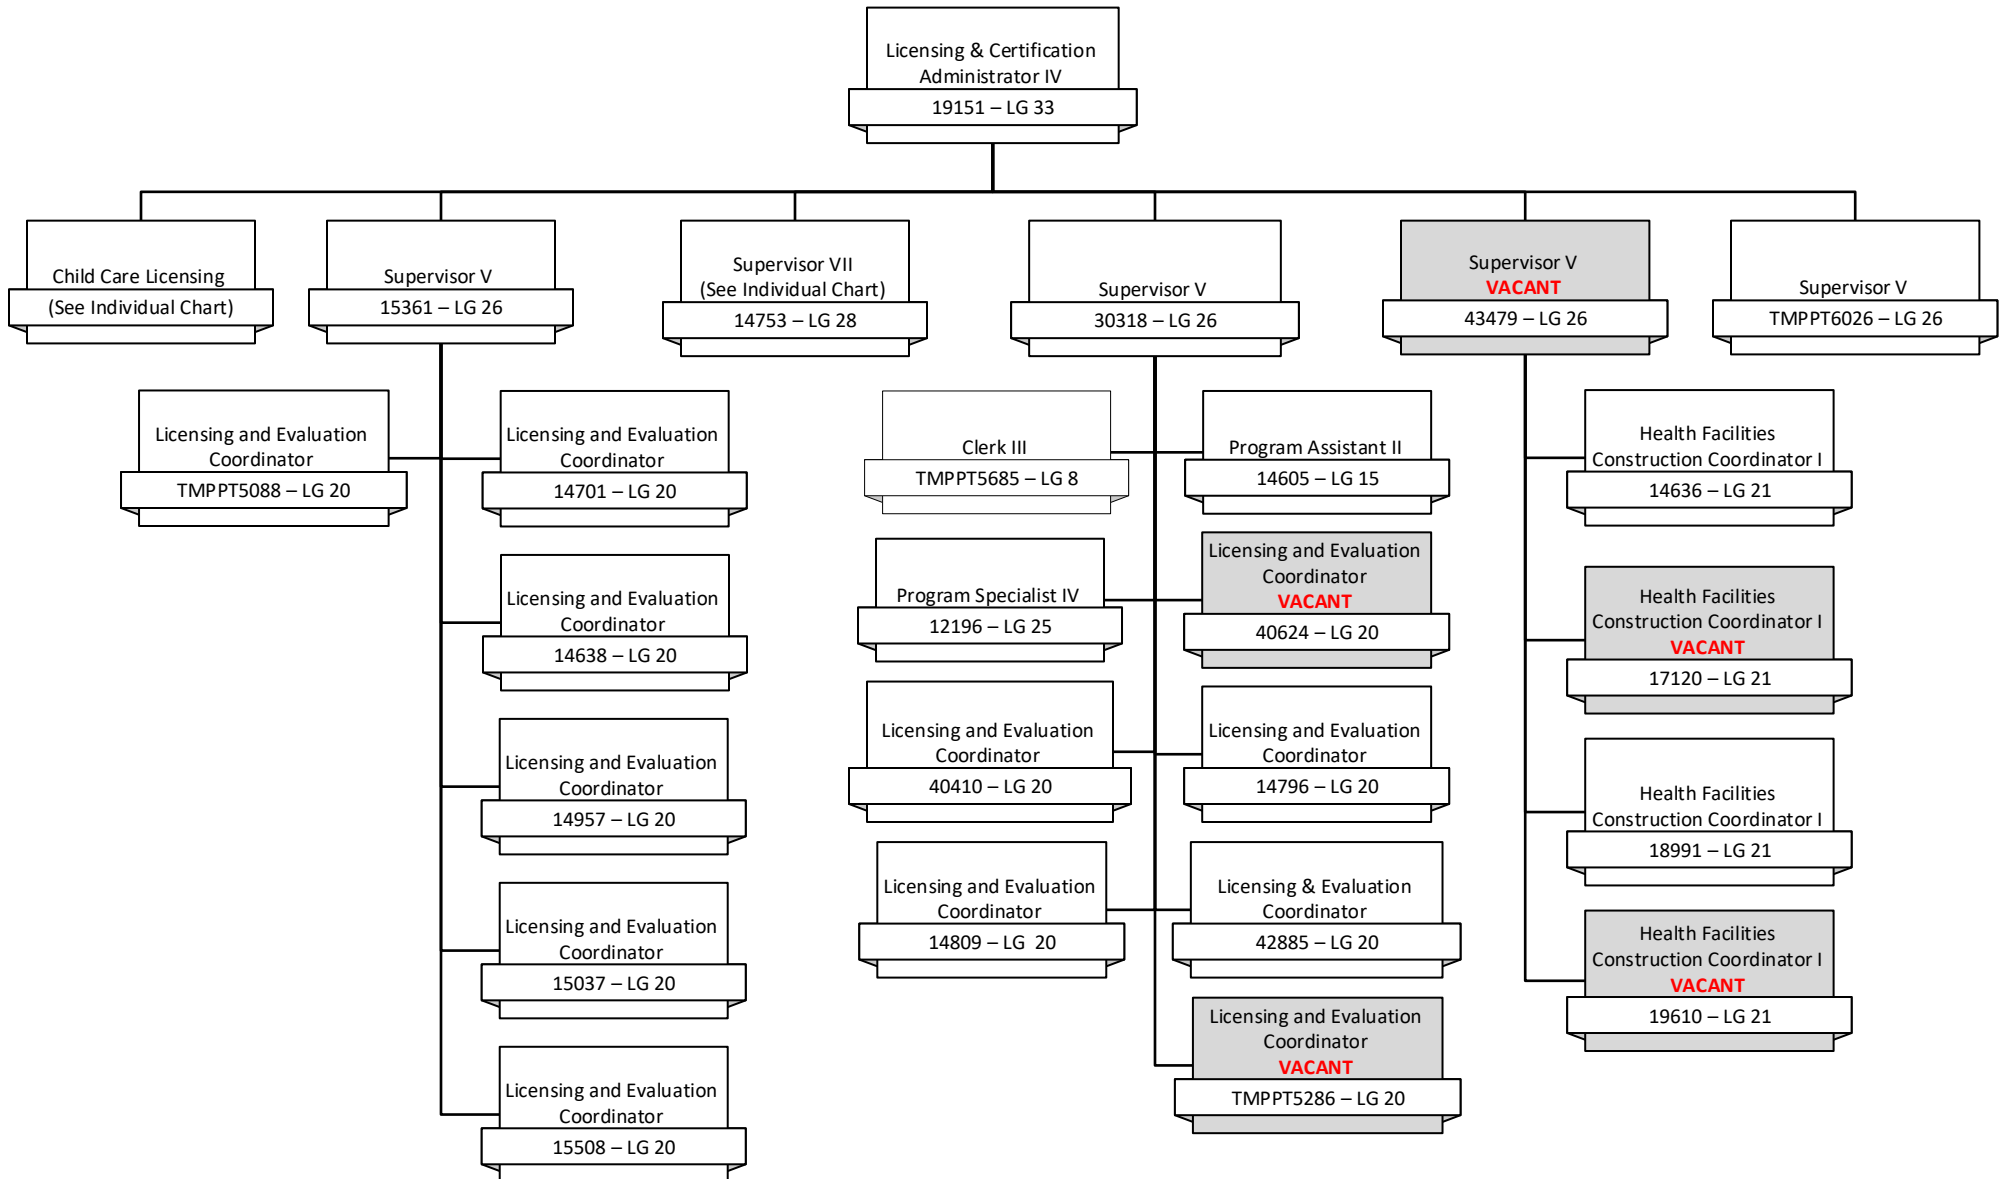 Licensing & Certification
Administrator IV
19151 – LG 33
Child Care Licensing
(See Individual Chart)
Supervisor V
15361 – LG 26
Supervisor VII
(See Individual Chart)
14753 – LG 28
Supervisor V
30318 – LG 26
Supervisor V
VACANT
43479 – LG 26
Supervisor V
TMPPT6026 – LG 26
Licensing and Evaluation
Coordinator
TMPPT5088 – LG 20
Licensing and Evaluation
Coordinator
14701 – LG 20
Licensing and Evaluation
Coordinator
14638 – LG 20
Licensing and Evaluation
Coordinator
14957 – LG 20
Licensing and Evaluation
Coordinator
15037 – LG 20
Licensing and Evaluation
Coordinator
15508 – LG 20
Clerk III
TMPPT5685 – LG 8
Program Assistant II
14605 – LG 15
Program Specialist IV
12196 – LG 25
Licensing and Evaluation
Coordinator
VACANT
40624 – LG 20
Licensing and Evaluation
Coordinator
40410 – LG 20
Licensing and Evaluation
Coordinator
14796 – LG 20
Licensing and Evaluation
Coordinator
14809 – LG  20
Licensing & Evaluation
Coordinator
42885 – LG 20
Licensing and Evaluation
Coordinator
VACANT
TMPPT5286 – LG 20
Health Facilities
Construction Coordinator I
14636 – LG 21
Health Facilities
Construction Coordinator I
VACANT
17120 – LG 21
Health Facilities
Construction Coordinator I
18991 – LG 21
Health Facilities
Construction Coordinator I
VACANT
19610 – LG 21